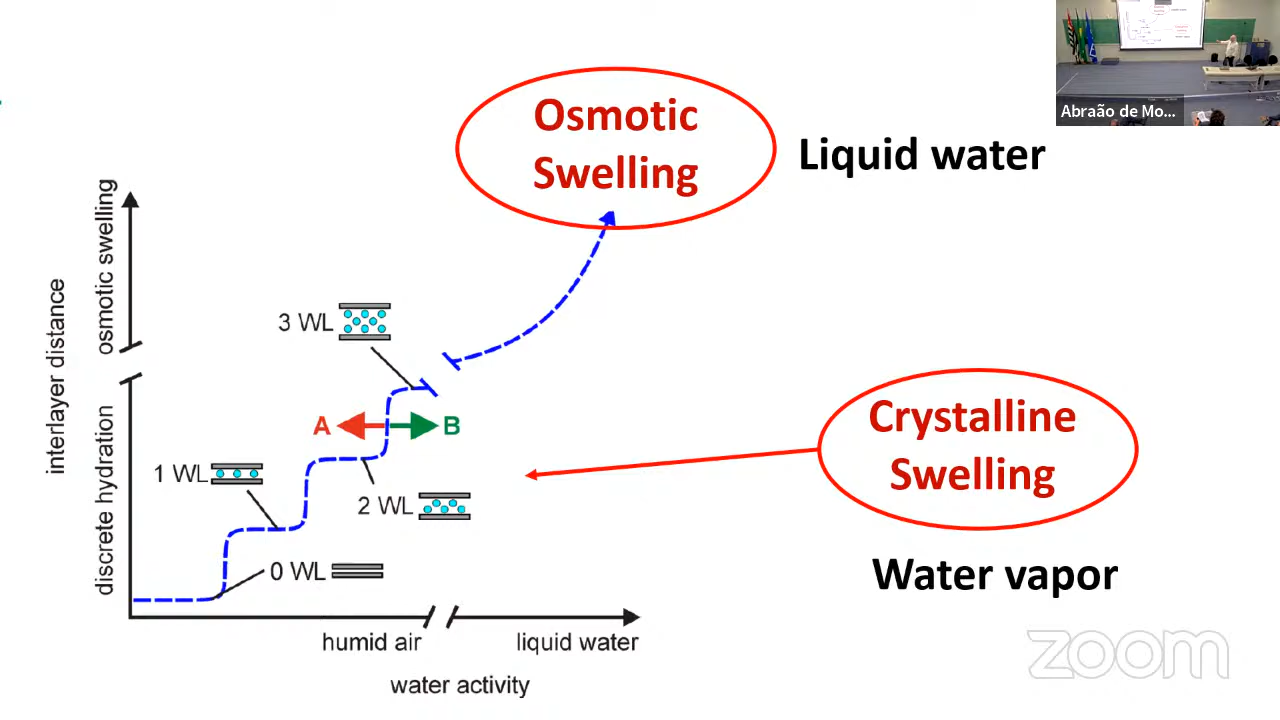 Osmotic
Swelling
Liquid water
Abraão de Mo...
interlayer distance
osmotic swelling
discrete hydration
3 WL
A
B
1 WL
2 WL
0 WL
Crystalline
Swelling
Water vapor
humid air
liquid water
water activity
zoom